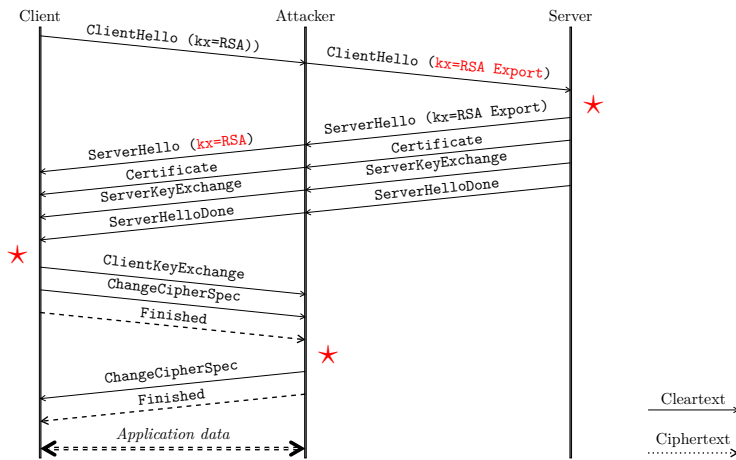 Client
Attacker
Server
ClientHello (kx=RSA))
ClientHello (kx=RSA Export)
ServerHello (kx=RSA Export)
ServerHello (kx=RSA)
Certificate
Certificate
ServerKeyExchange
ServerKeyExchange
ServerHelloDone
ServerHelloDone
ClientKeyExchange
ChangeCipherSpec
Finished
ChangeCipherSpec
Finished
Application data
Cleartext
Ciphertext